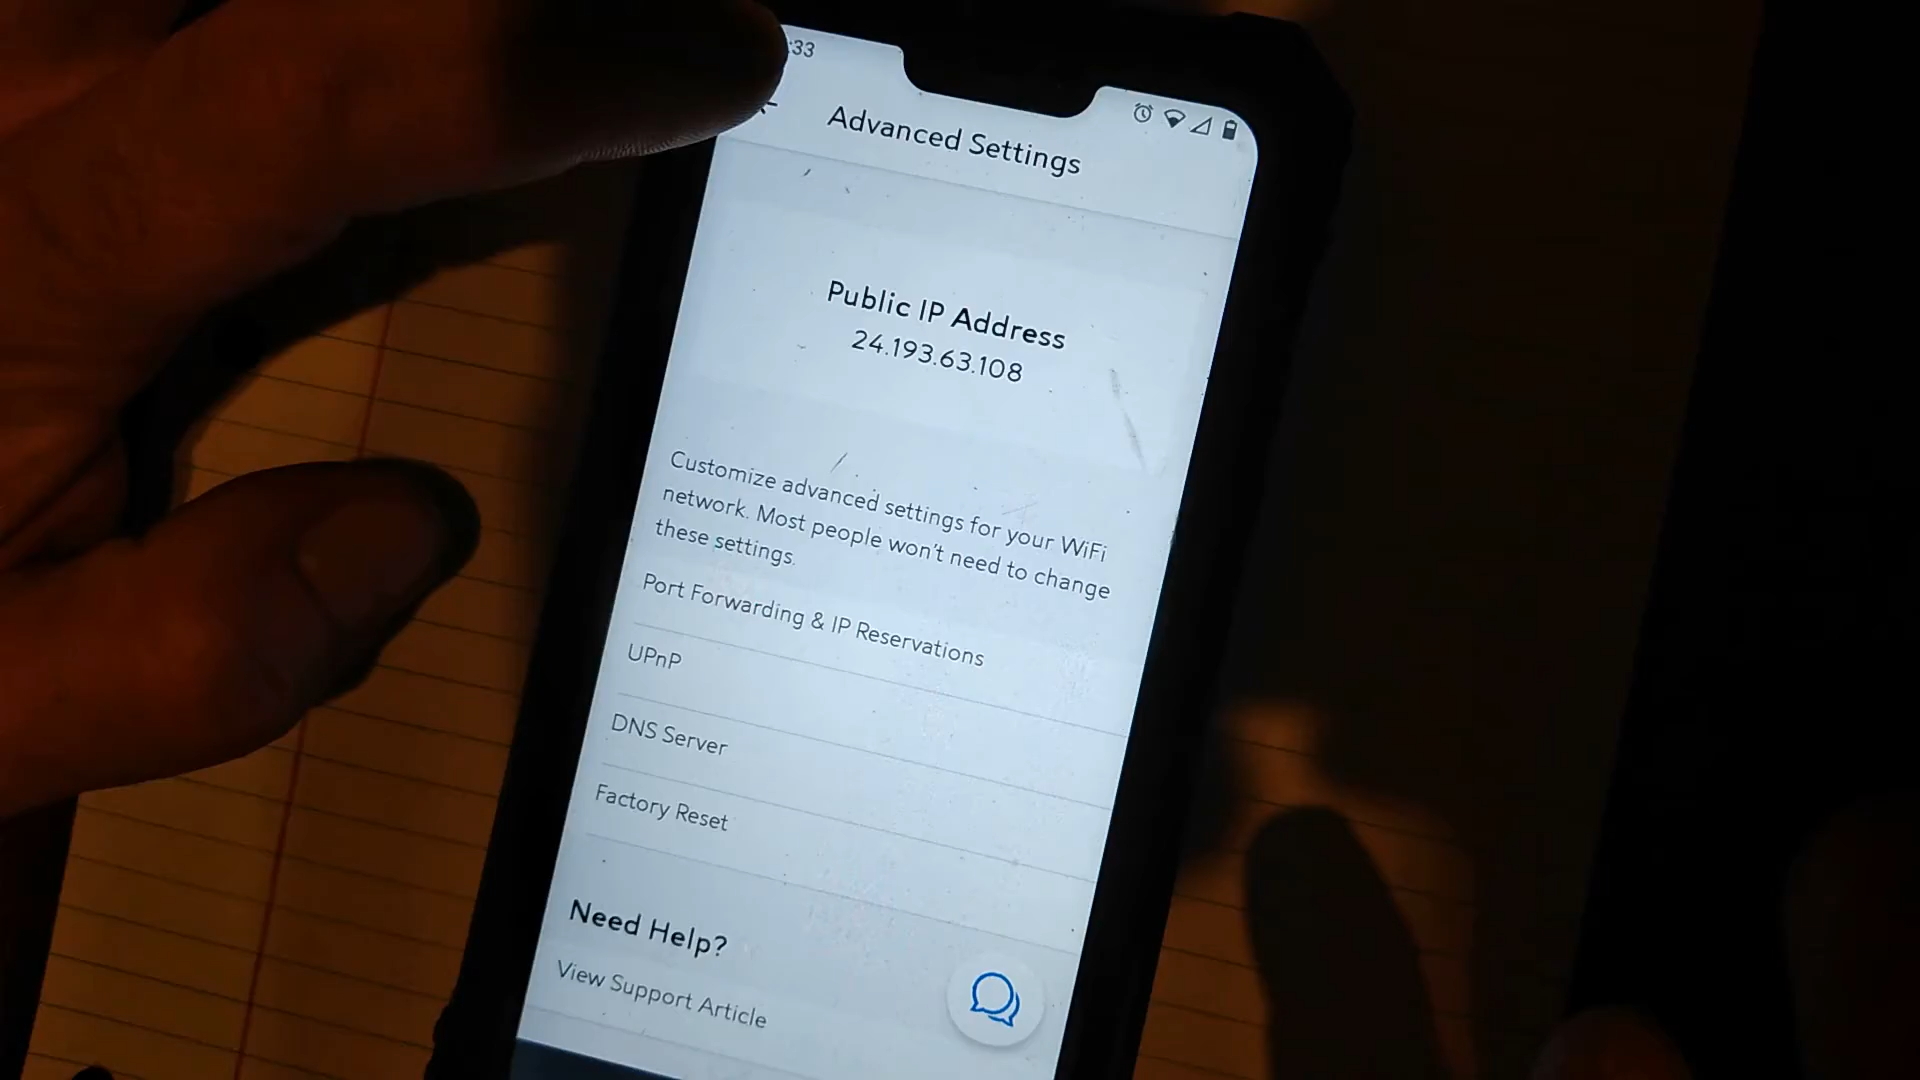 :33
Advanced Settings
Public IP Address
24.193.63.108
Customize advanced settings for your WiFi
network. Most people won't need to change
these settings.
Port Forwarding & IP Reservations
UPnP
DNS Server
Factory Reset
Need Help?
View Support Article